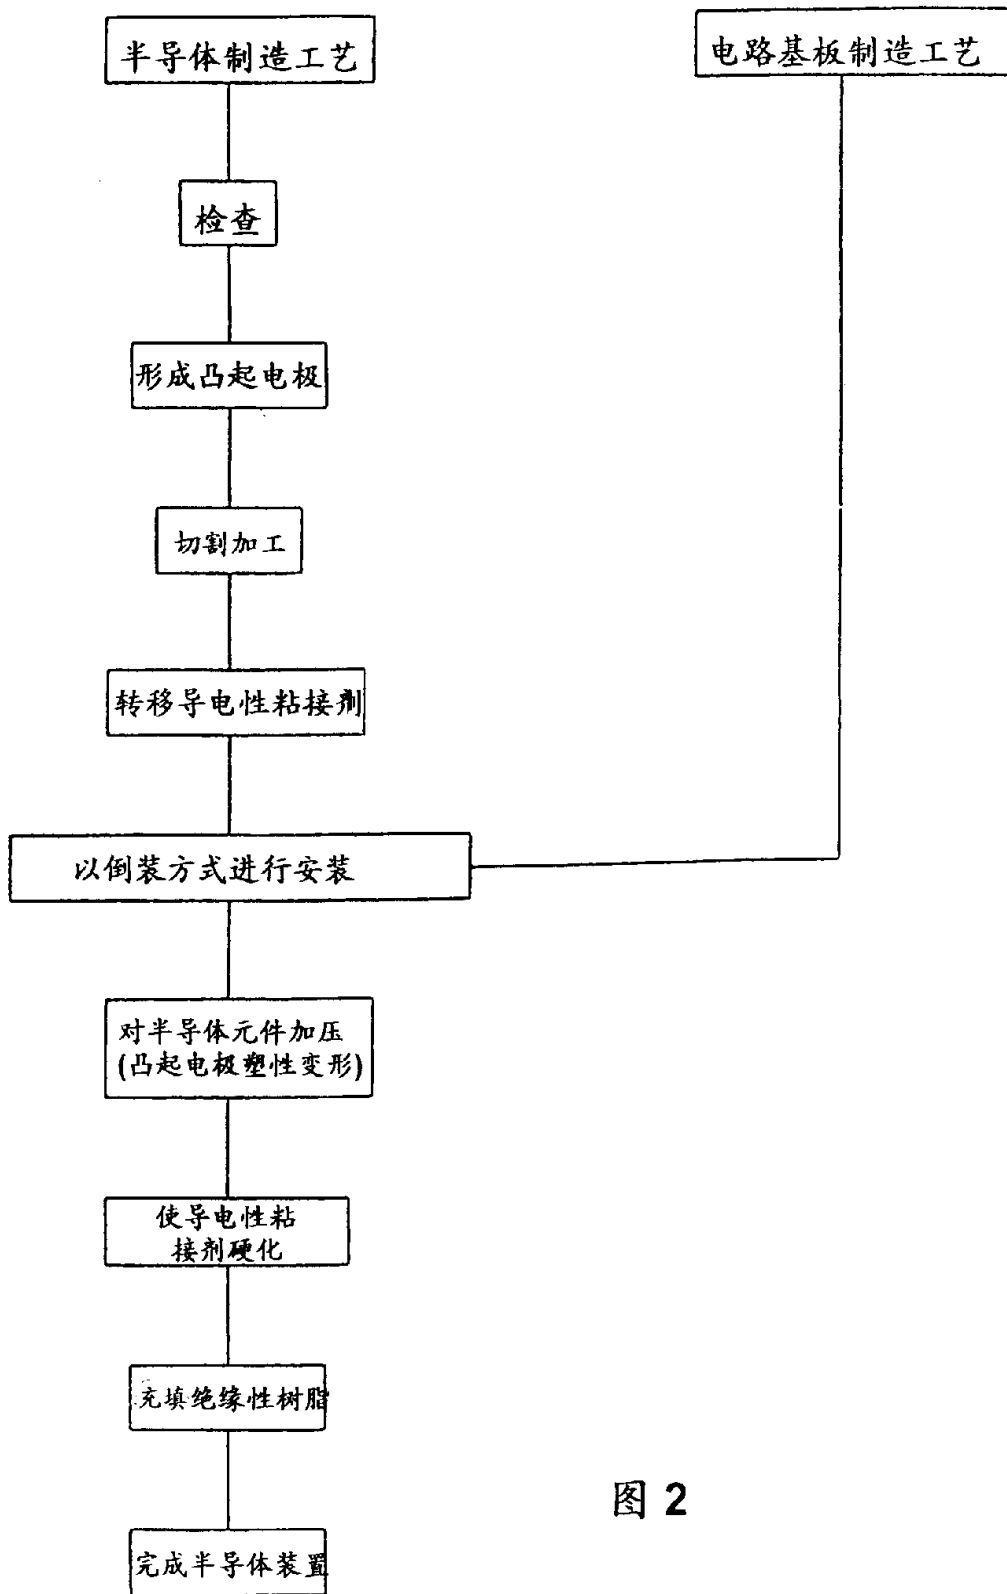 半导体制造工艺
电路基板制造工艺
检查
形成凸起电极
切割加工
转移导电性粘接剂
以倒装方式进行安装
对半导体元件加压
(凸起电极塑性变形)
使导电性粘
接剂硬化
充填绝缘性树脂
完成半导体装置
图 2